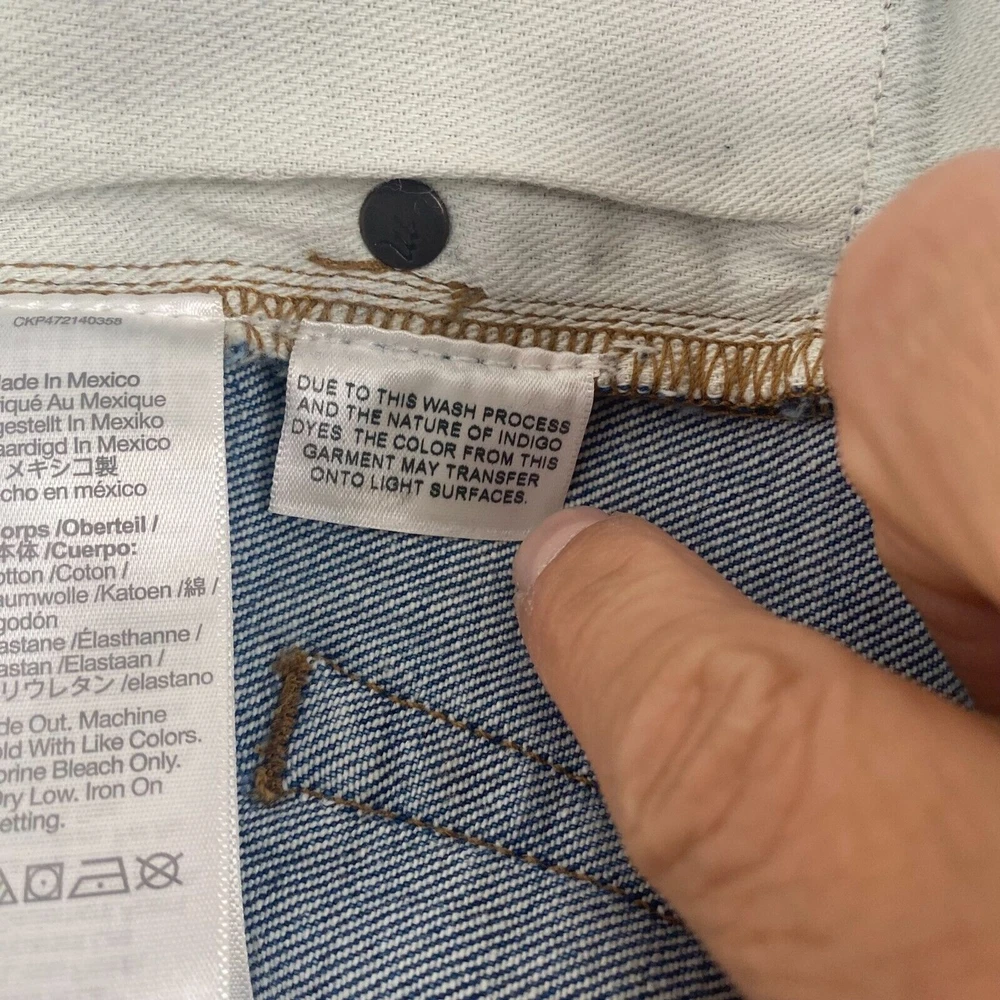 CKP472140358
Made In Mexico
iqué Au Mexique
gestellt In Mexiko
aardigd In Mexico
メキシコ製
cho en méxico
orps /Oberteil /
本体 /Cuerpo:
otton /Coton /
aumwolle /Katoen /綿 /
godón
astane /Élasthanne /
astan /Elastaan /
リウレタン /elastano
de Out. Machine
old With Like Colors.
orine Bleach Only.
Dry Low. Iron On
etting.
DUE TO THIS WASH PROCESS
AND THE NATURE OF INDIGO
DYES THE COLOR FROM THIS
GARMENT MAY TRANSFER
ONTO LIGHT SURFACES.